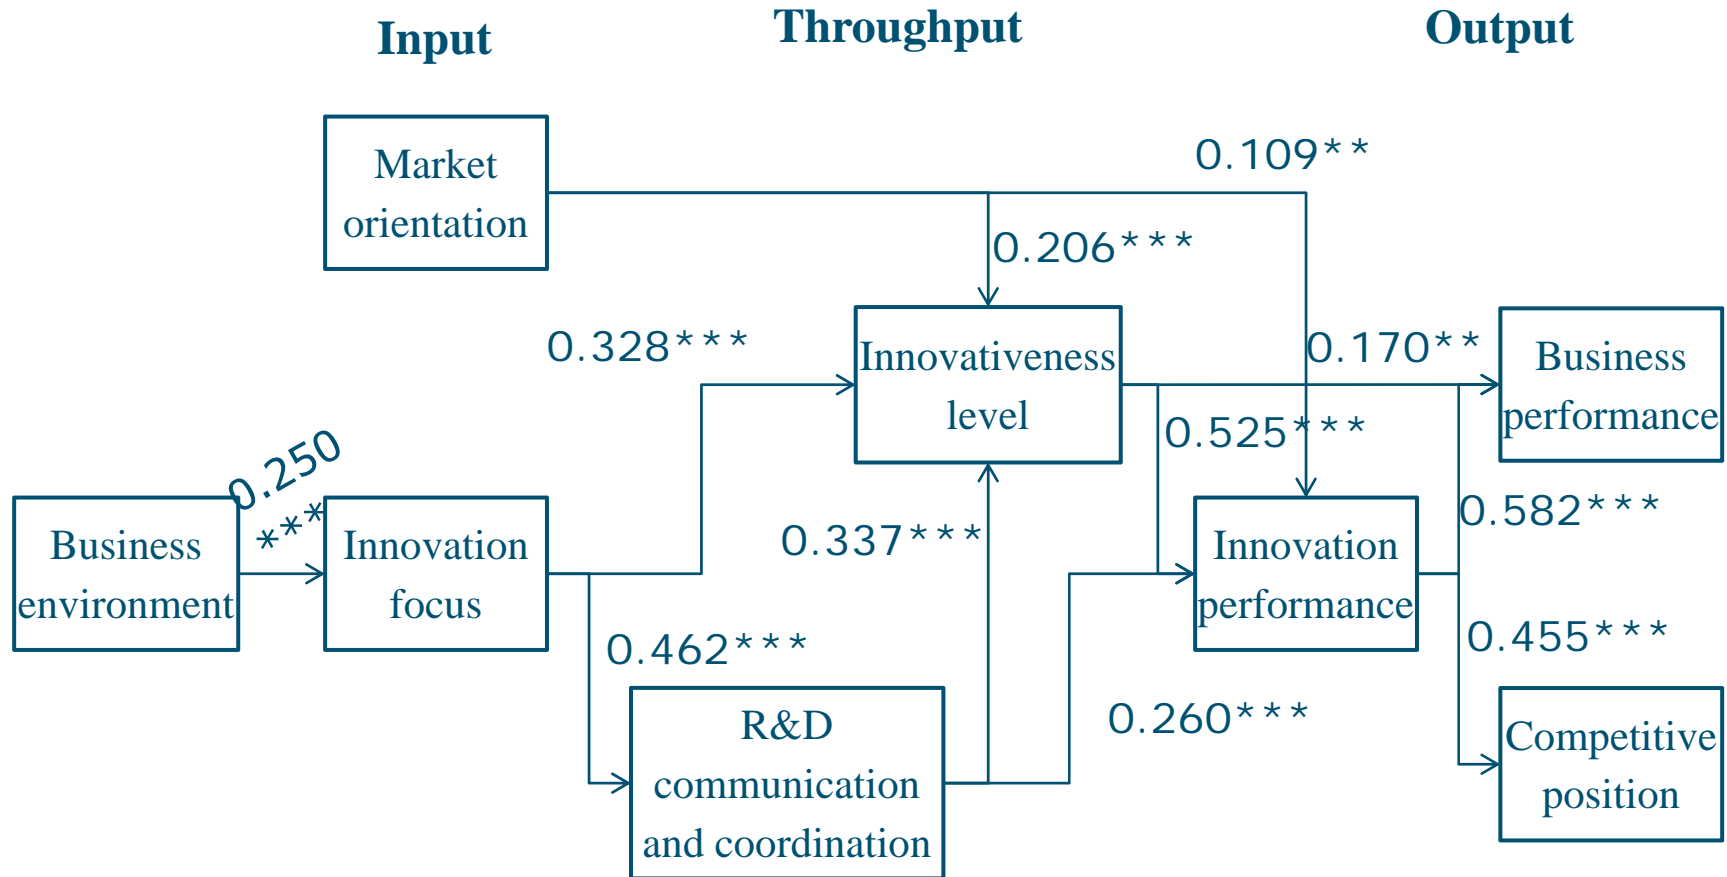 Input
Throughput
Output
Market
orientation
0.109**
0.206***
0.328***
Innovativeness
level
0.170**
Business
performance
0.525***
0.250
***
Business
environment
Innovation
focus
0.337***
Innovation
performance
0.582***
0.462***
0.455***
R&D
communication
and coordination
0.260***
Competitive
position